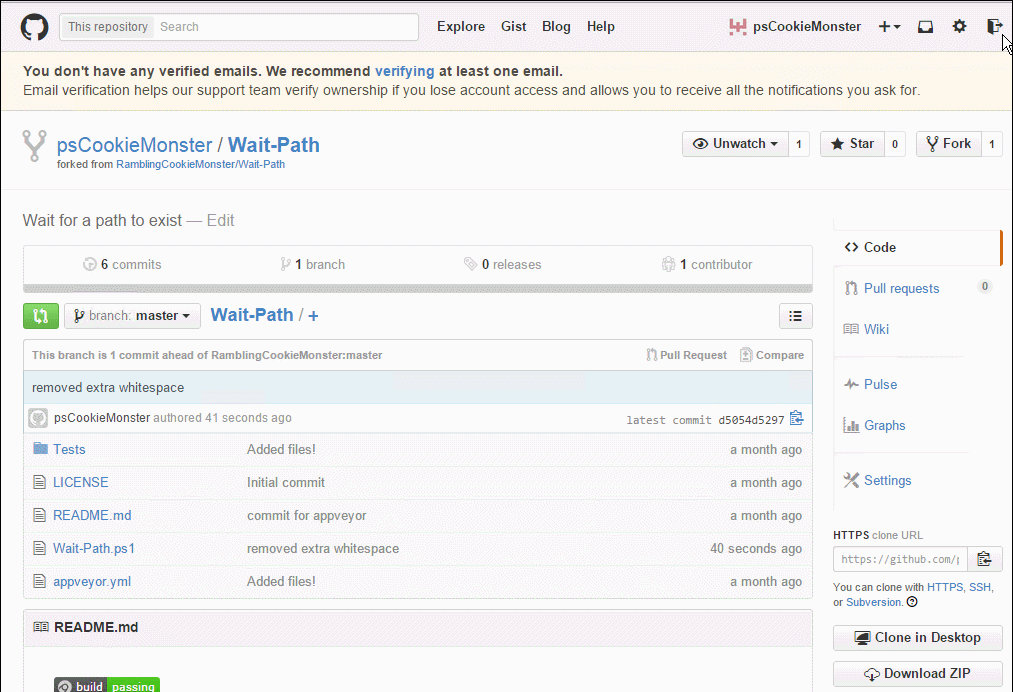 This repository Search Explore Gist Blog Help psCookieMonster
You don't have any verified emails. We recommend verifying at least one email.
Email verification helps our support team verify ownership if you lose account access and allows you to receive all the notifications you ask for.
psCookieMonster / Wait-Path Unwatch 1 Star 0 Fork 1
forked from RamblingCookieMonster/Wait-Path
Wait for a path to exist — Edit
6 commits 1 branch 0 releases 1 contributor
branch: master Wait-Path / +
This branch is 1 commit ahead of RamblingCookieMonster:master Pull Request Compare
removed extra whitespace
psCookieMonster authored 41 seconds ago latest commit d5054d5297
Tests Added files! a month ago
LICENSE Initial commit a month ago
README.md commit for appveyor a month ago
Wait-Path.ps1 removed extra whitespace 40 seconds ago
appveyor.yml Added files! a month ago
README.md
build passing
Code
Pull requests 0
Wiki
Pulse
Graphs
Settings
HTTPS clone URL
https://github.com/p
You can clone with HTTPS, SSH,
or Subversion.
Clone in Desktop
Download ZIP